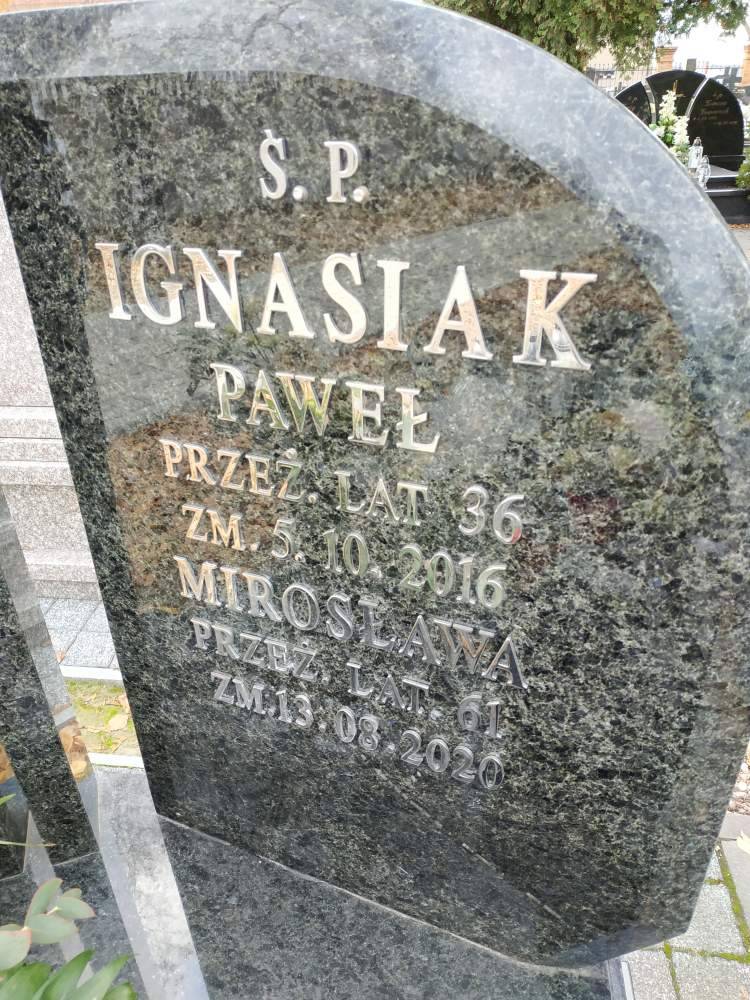 Ś. P.
IGNASIAK
PAWEŁ
PRZEŻ. LAT 36
ZM. 5. 10. 2016
MIROSŁAWA
PRZEŻ. LAT. 61
ZM. 13. 08. 2020